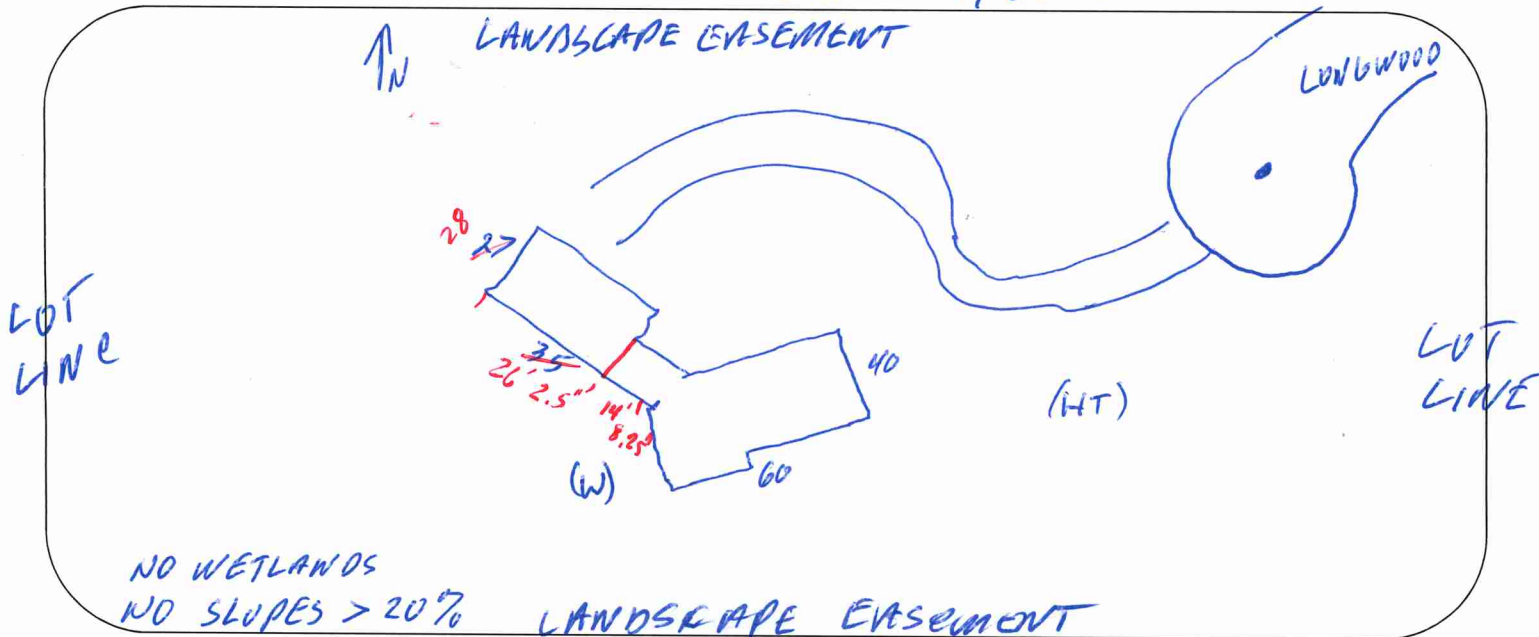 LANDSCAPE EASEMENT
N
LONGWOOD
28
27
LOT
LINE
35
26' 2.5"
14'
8.25"
40
(HT)
LOT
LINE
(W)
60
NO WETLANDS
NO SLOPES > 20%
LANDSCAPE EASEMENT